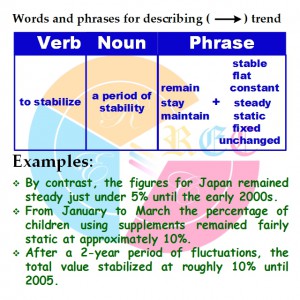 Words and phrases for describing ( → ) trend
Verb Noun Phrase
to stabilize
a period of
stability
remain
stay
maintain
+
stable
flat
constant
steady
static
fixed
unchanged
Examples:
By contrast, the figures for Japan remained
steady just under 5% until the early 2000s.
From January to March the percentage of
children using supplements remained fairly
static at approximately 10%.
After a 2-year period of fluctuations, the
total value stabilized at roughly 10% until
2005.